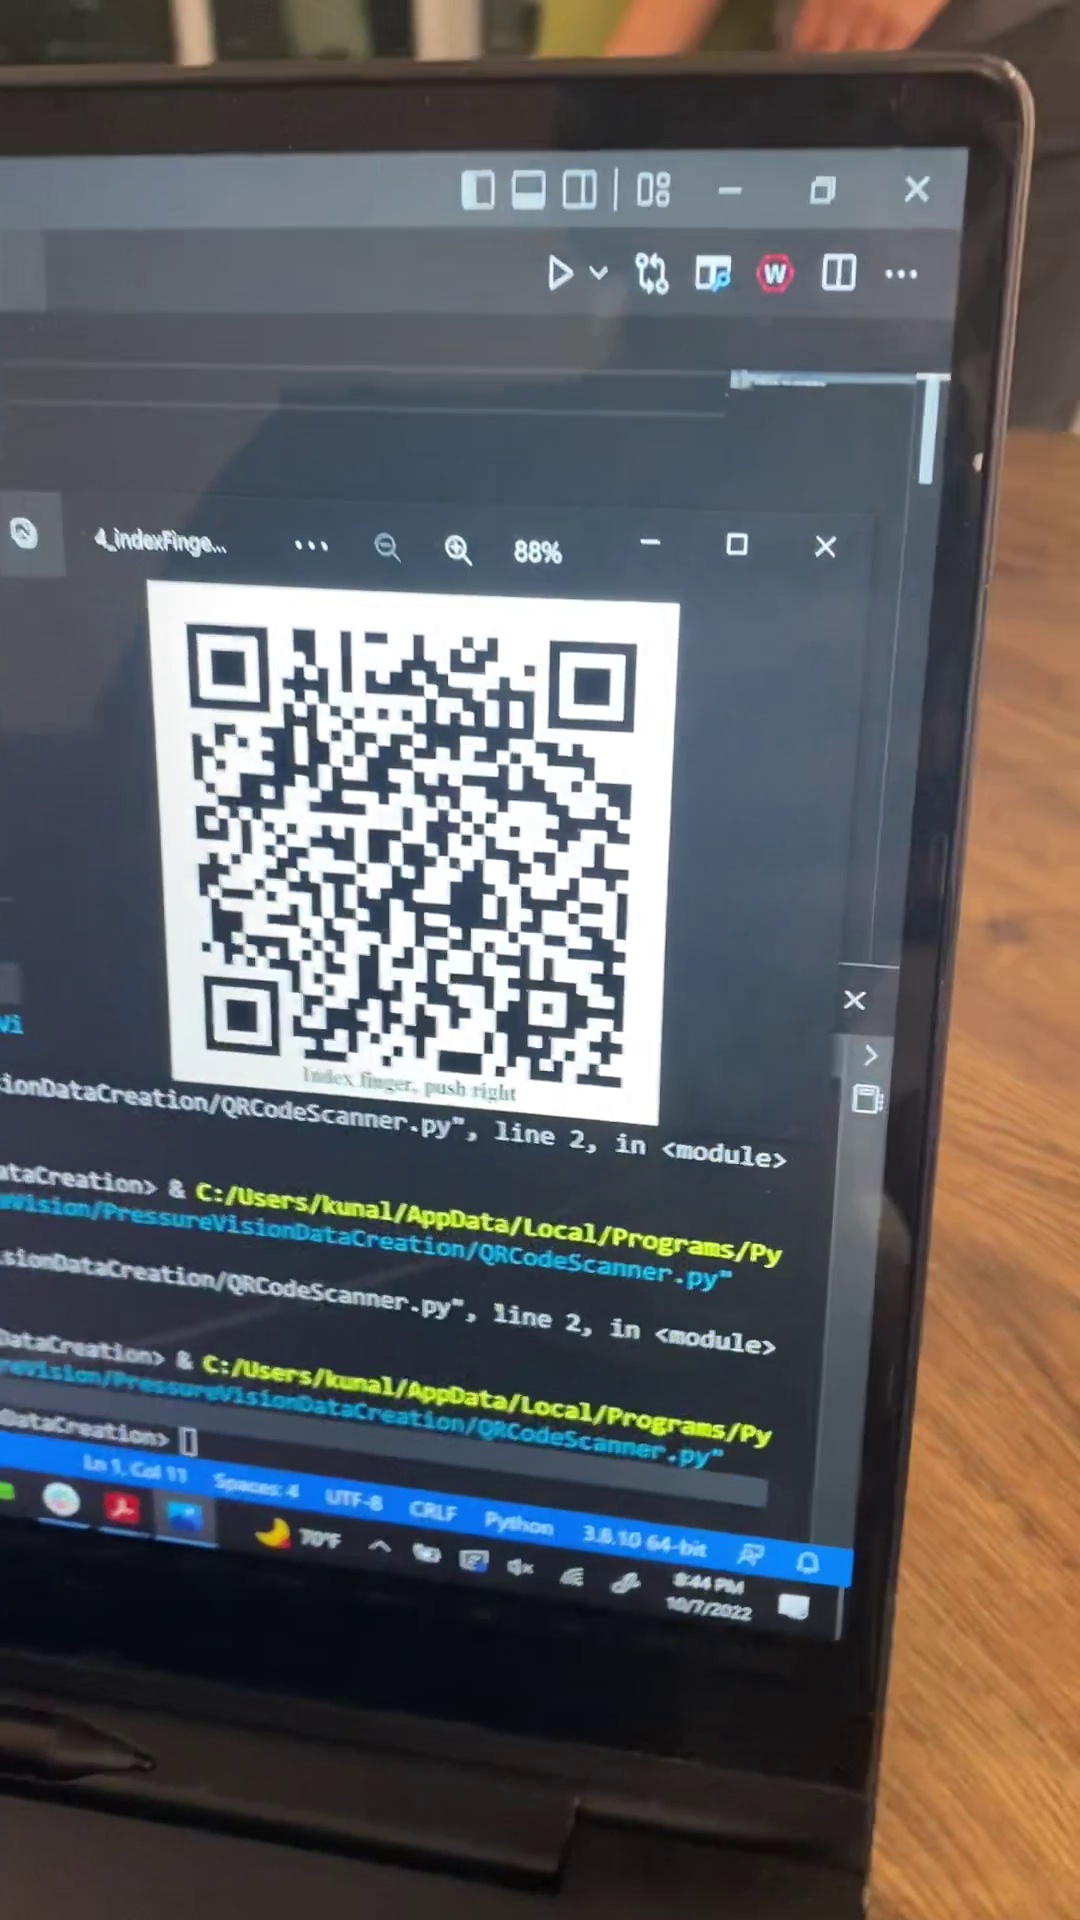 W
4_indexFinge...
88%
Index finger, push right
Vi
sionDataCreation/QRCodeScanner.py", line 2, in <module>
ataCreation> & C:/Users/kunal/AppData/Local/Programs/Py
eVision/PressureVisionDataCreation/QRCodeScanner.py"
sionDataCreation/QRCodeScanner.py", line 2, in <module>
DataCreation> & C:/Users/kunal/AppData/Local/Programs/Py
reVision/PressureVisionDataCreation/QRCodeScanner.py"
DataCreation>
Ln 1, Col 11 Spaces: 4 UTF-8 CRLF Python 3.8.10 64-bit
70°F 8:44 PM
10/7/2022